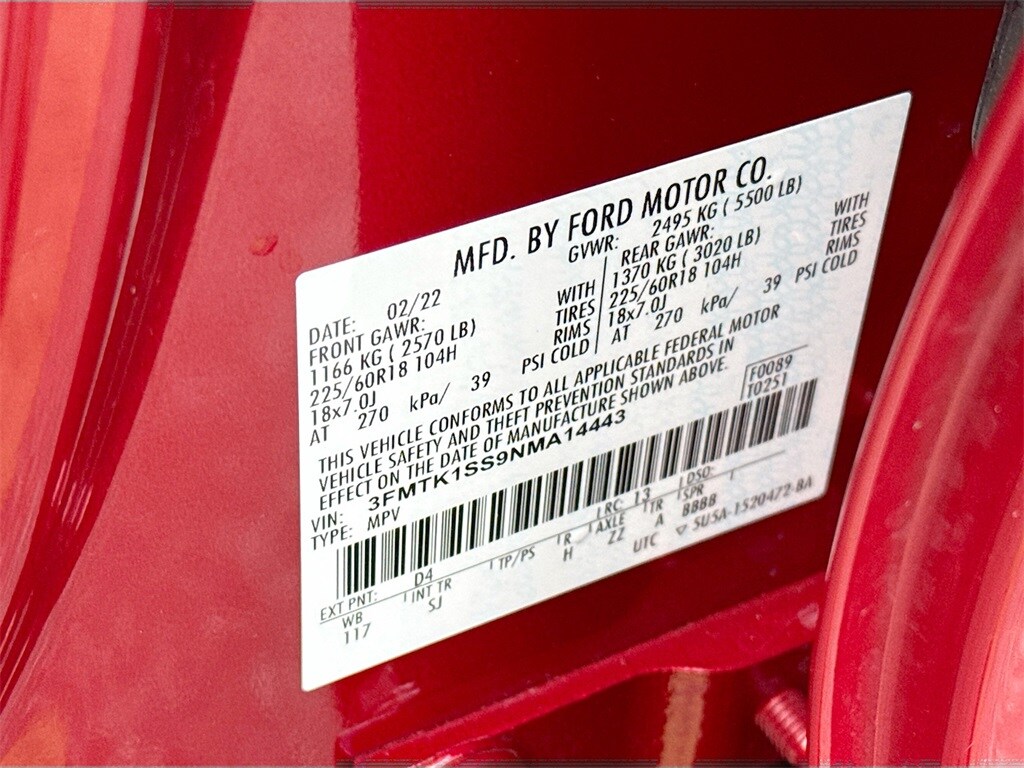 MFD. BY FORD MOTOR CO.
DATE: 02/22 GVWR: 2495 KG ( 5500 LB)
FRONT GAWR: REAR GAWR:
1166 KG ( 2570 LB) WITH 1370 KG ( 3020 LB) WITH
225/60R18 104H TIRES 225/60R18 104H TIRES
18x7.0J RIMS 18x7.0J RIMS
AT 270 kPa/ 39 PSI COLD AT 270 kPa/ 39 PSI COLD
THIS VEHICLE CONFORMS TO ALL APPLICABLE FEDERAL MOTOR
VEHICLE SAFETY AND THEFT PREVENTION STANDARDS IN
EFFECT ON THE DATE OF MANUFACTURE SHOWN ABOVE.
VIN: 3FMTK1SS9NMA14443 F0089
TYPE: MPV T0251
EXT PNT: D4 RC: 13 DSO:
WB INT TR TP/PS R AXLE TR SPR
117 SJ H ZZ A BBBB
UTC ▽ 5U5A-1520472-BA